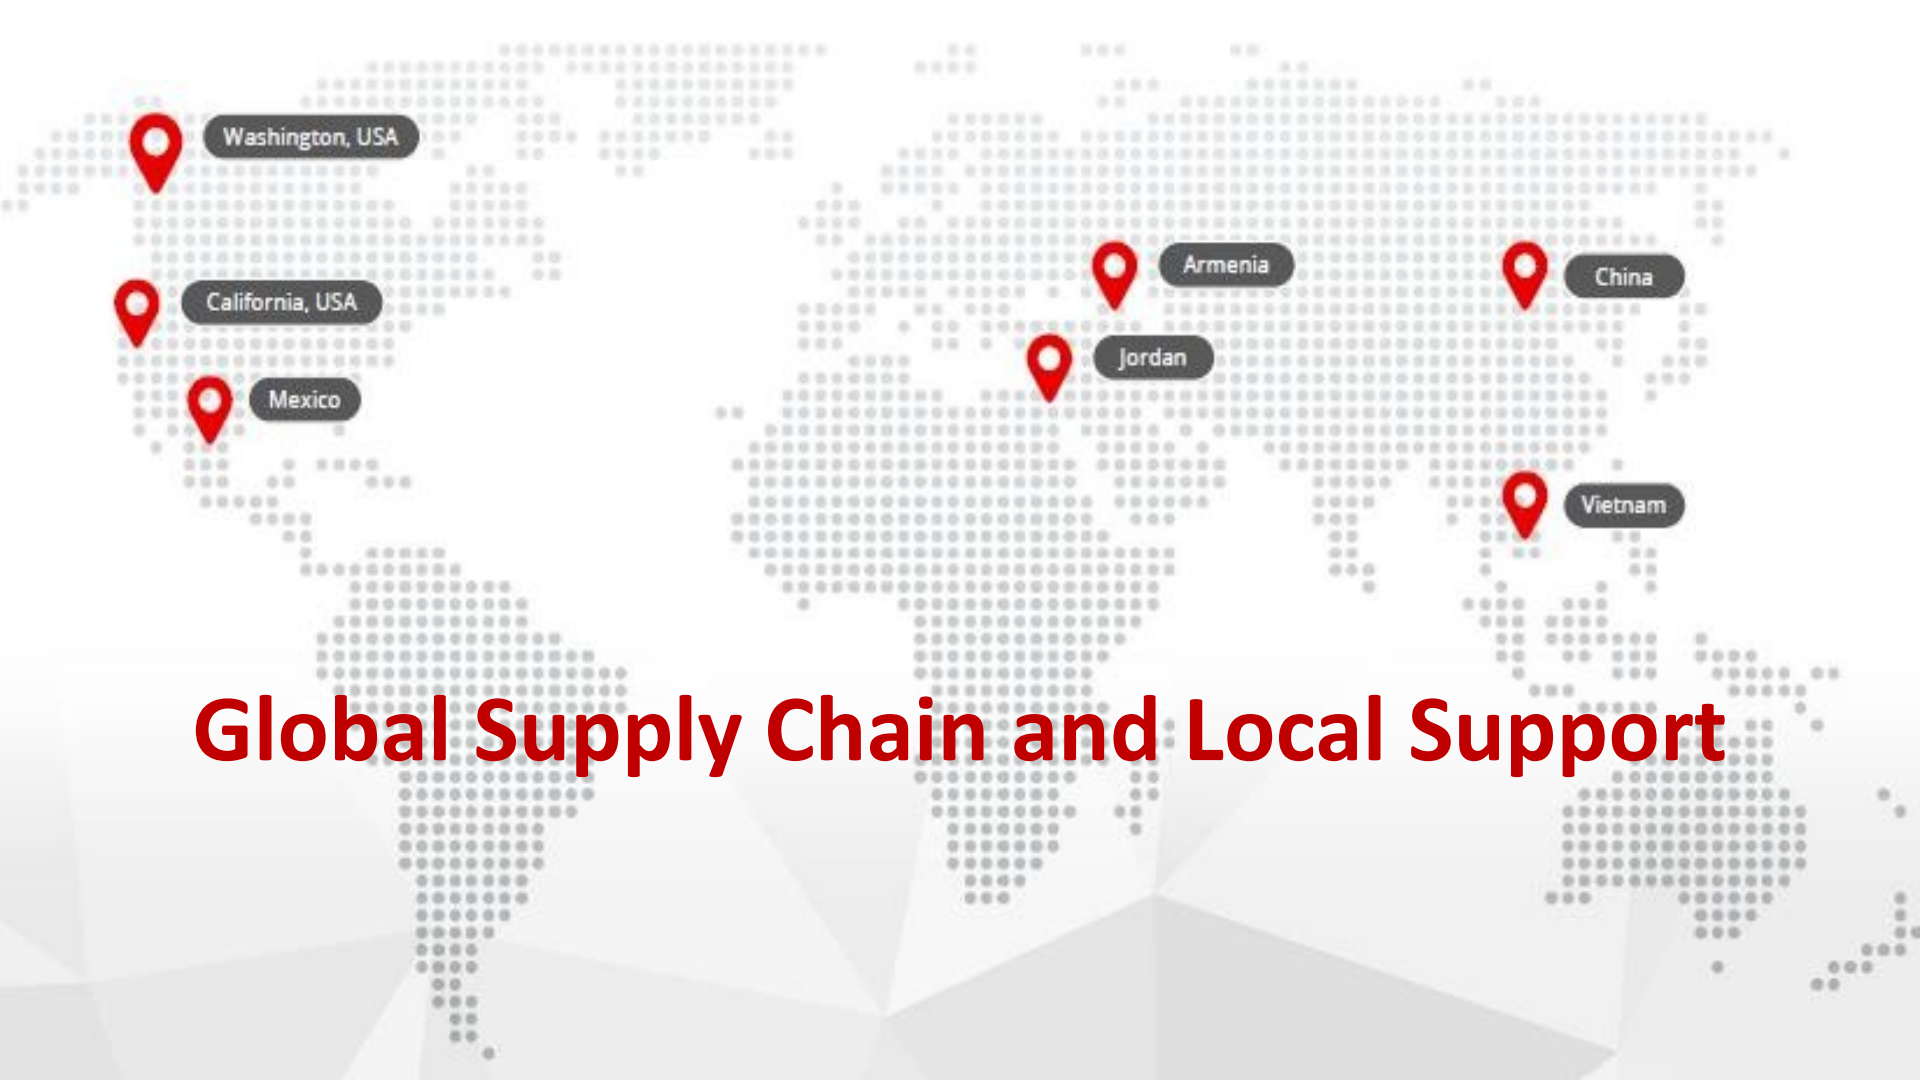 Washington, USA
California, USA
Mexico
Armenia
Jordan
China
Vietnam
Global Supply Chain and Local Support